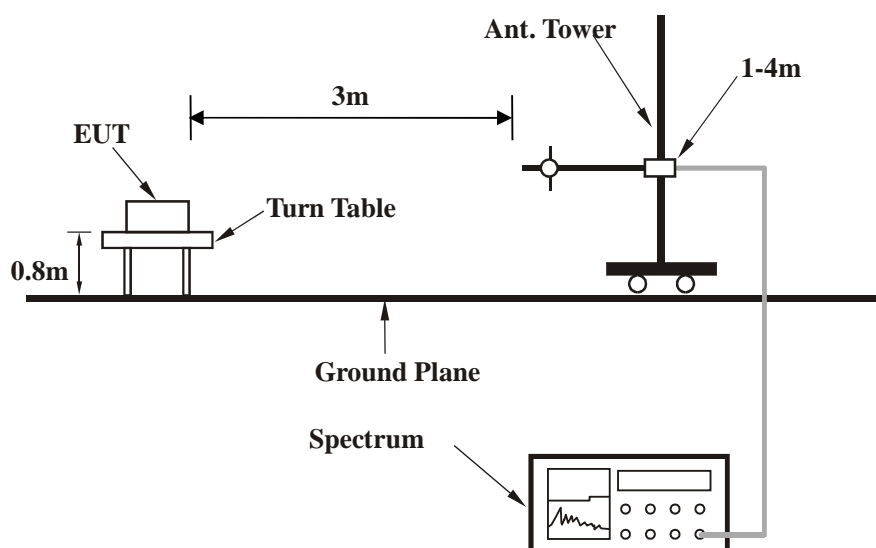 Ant. Tower
1-4m
3m
EUT
Turn Table
0.8m
Ground Plane
Spectrum